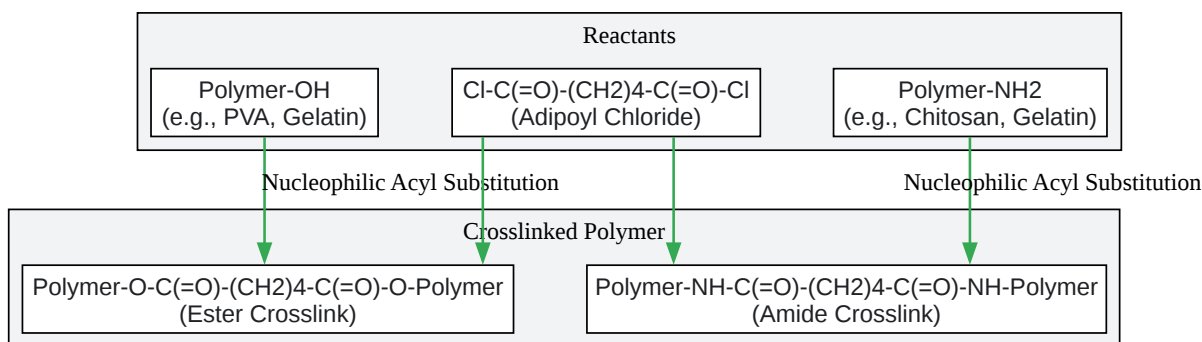 Reactants
Polymer-OH
(e.g., PVA, Gelatin)
Cl-C(=O)-(CH2)4-C(=O)-Cl
(Adipoyl Chloride)
Polymer-NH2
(e.g., Chitosan, Gelatin)
Nucleophilic Acyl Substitution
Nucleophilic Acyl Substitution
Crosslinked Polymer
Polymer-O-C(=O)-(CH2)4-C(=O)-O-Polymer
(Ester Crosslink)
Polymer-NH-C(=O)-(CH2)4-C(=O)-NH-Polymer
(Amide Crosslink)